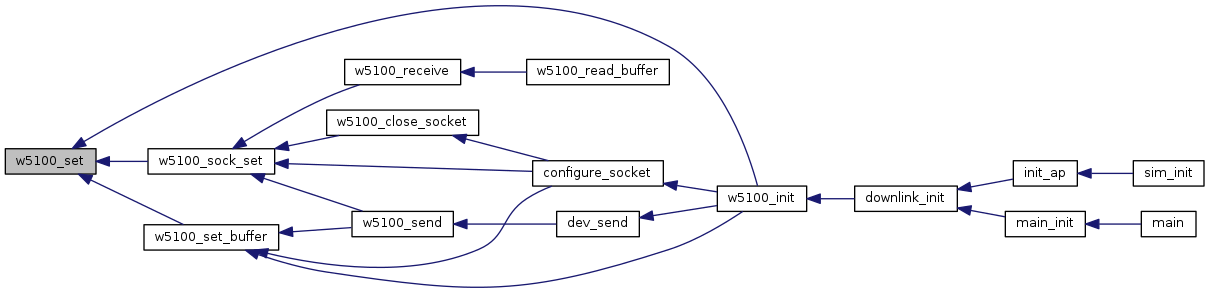 w5100_set
w5100_sock_set
w5100_set_buffer
w5100_receive
w5100_close_socket
w5100_send
w5100_read_buffer
configure_socket
dev_send
w5100_init
downlink_init
init_ap
main_init
sim_init
main